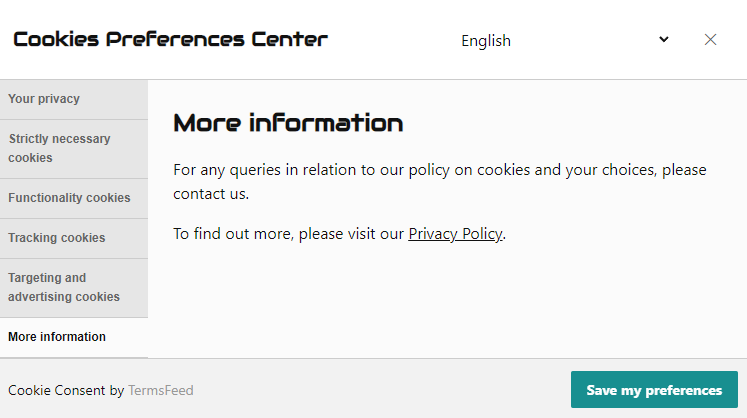 Cookies Preferences Center
English
Your privacy
Strictly necessary
cookies
Functionality cookies
Tracking cookies
Targeting and
advertising cookies
More information
More information
For any queries in relation to our policy on cookies and your choices, please
contact us.
To find out more, please visit our Privacy Policy.
Cookie Consent by TermsFeed
Save my preferences